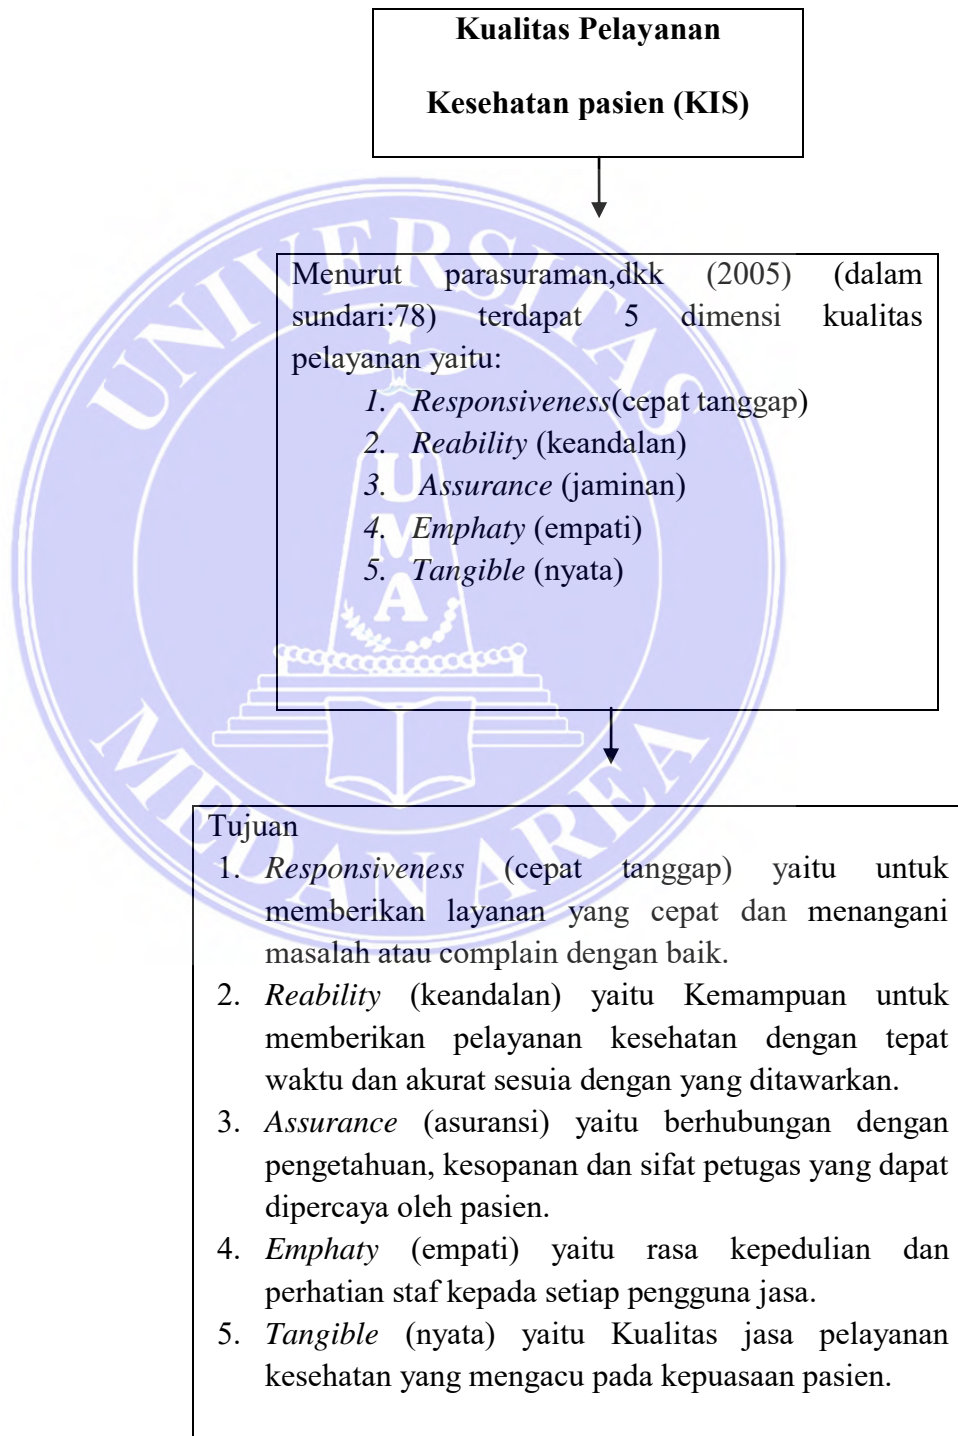 Kualitas Pelayanan
Kesehatan pasien (KIS)
Menurut parasuraman,dkk (2005) (dalam
sundari:78) terdapat 5 dimensi kualitas
pelayanan yaitu:
1. Responsiveness(cepat tanggap)
2. Reability (keandalan)
3. Assurance (jaminan)
4. Emphaty (empati)
5. Tangible (nyata)
UNIVERSITAS
UMA
MEDAN AREA
Tujuan
1. Responsiveness (cepat tanggap) yaitu untuk
memberikan layanan yang cepat dan menangani
masalah atau complain dengan baik.
2. Reability (keandalan) yaitu Kemampuan untuk
memberikan pelayanan kesehatan dengan tepat
waktu dan akurat sesuia dengan yang ditawarkan.
3. Assurance (asuransi) yaitu berhubungan dengan
pengetahuan, kesopanan dan sifat petugas yang dapat
dipercaya oleh pasien.
4. Emphaty (empati) yaitu rasa kepedulian dan
perhatian staf kepada setiap pengguna jasa.
5. Tangible (nyata) yaitu Kualitas jasa pelayanan
kesehatan yang mengacu pada kepuasaan pasien.